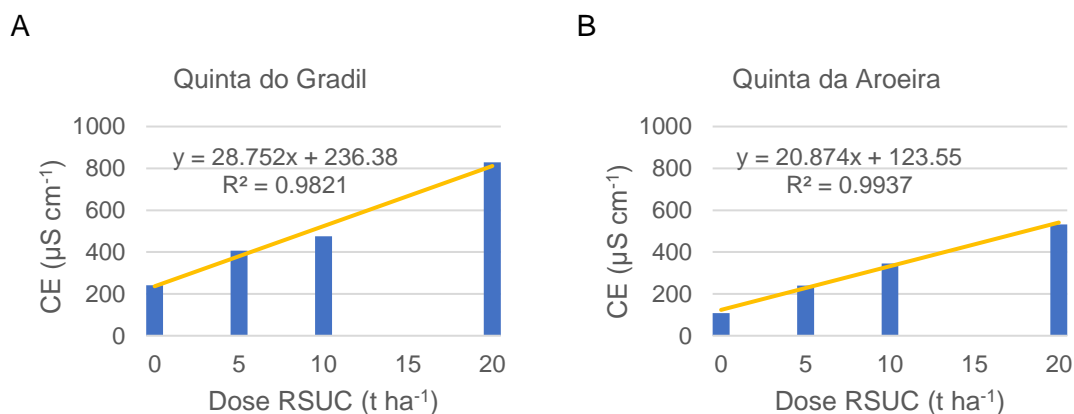 A
Quinta do Gradil
1000
800
600
400
200
0
CE (µS cm⁻¹)
y = 28.752x + 236.38
R² = 0.9821
0 5 10 15 20
Dose RSUC (t ha⁻¹)
B
Quinta da Aroeira
1000
800
600
400
200
0
CE (µS cm⁻¹)
y = 20.874x + 123.55
R² = 0.9937
0 5 10 15 20
Dose RSUC (t ha⁻¹)